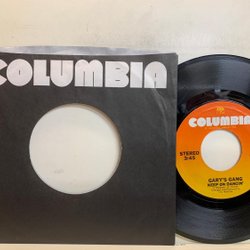 COLUMBIA
COLUMBIA
STEREO
3:45
GARY'S GANG
KEEP ON DANCIN'